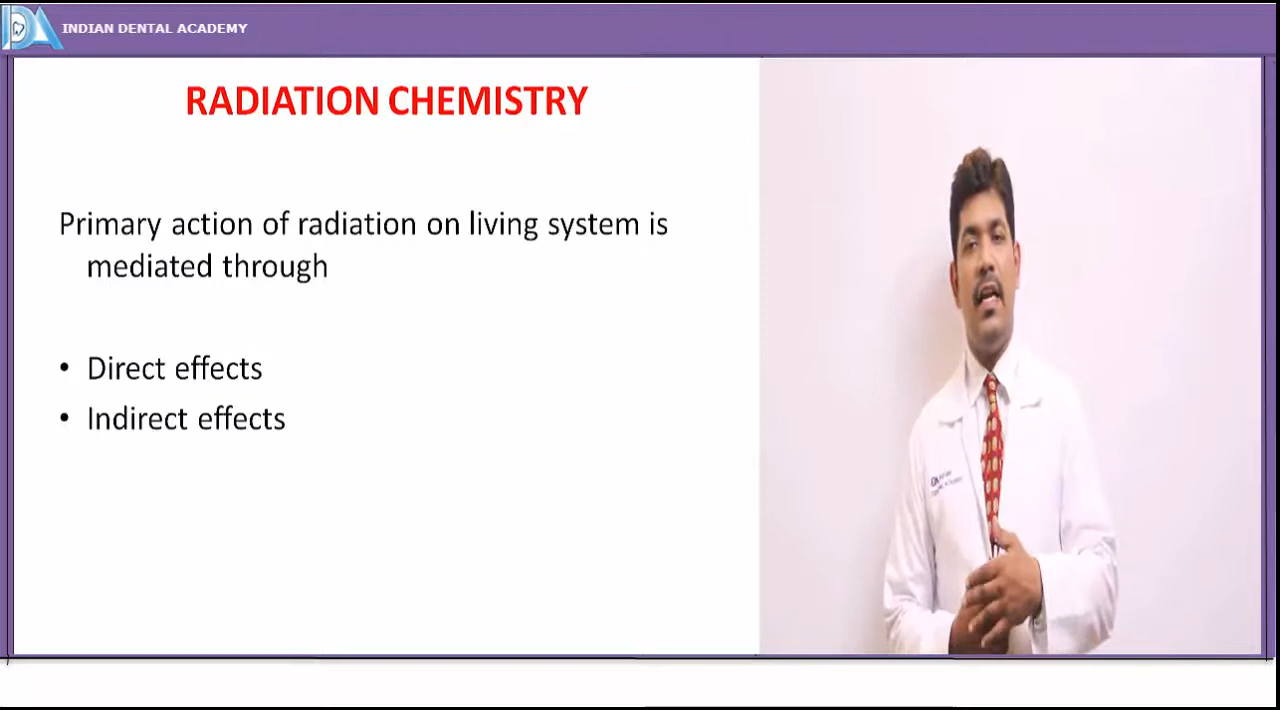 INDIAN DENTAL ACADEMY
RADIATION CHEMISTRY
Primary action of radiation on living system is
mediated through
• Direct effects
• Indirect effects